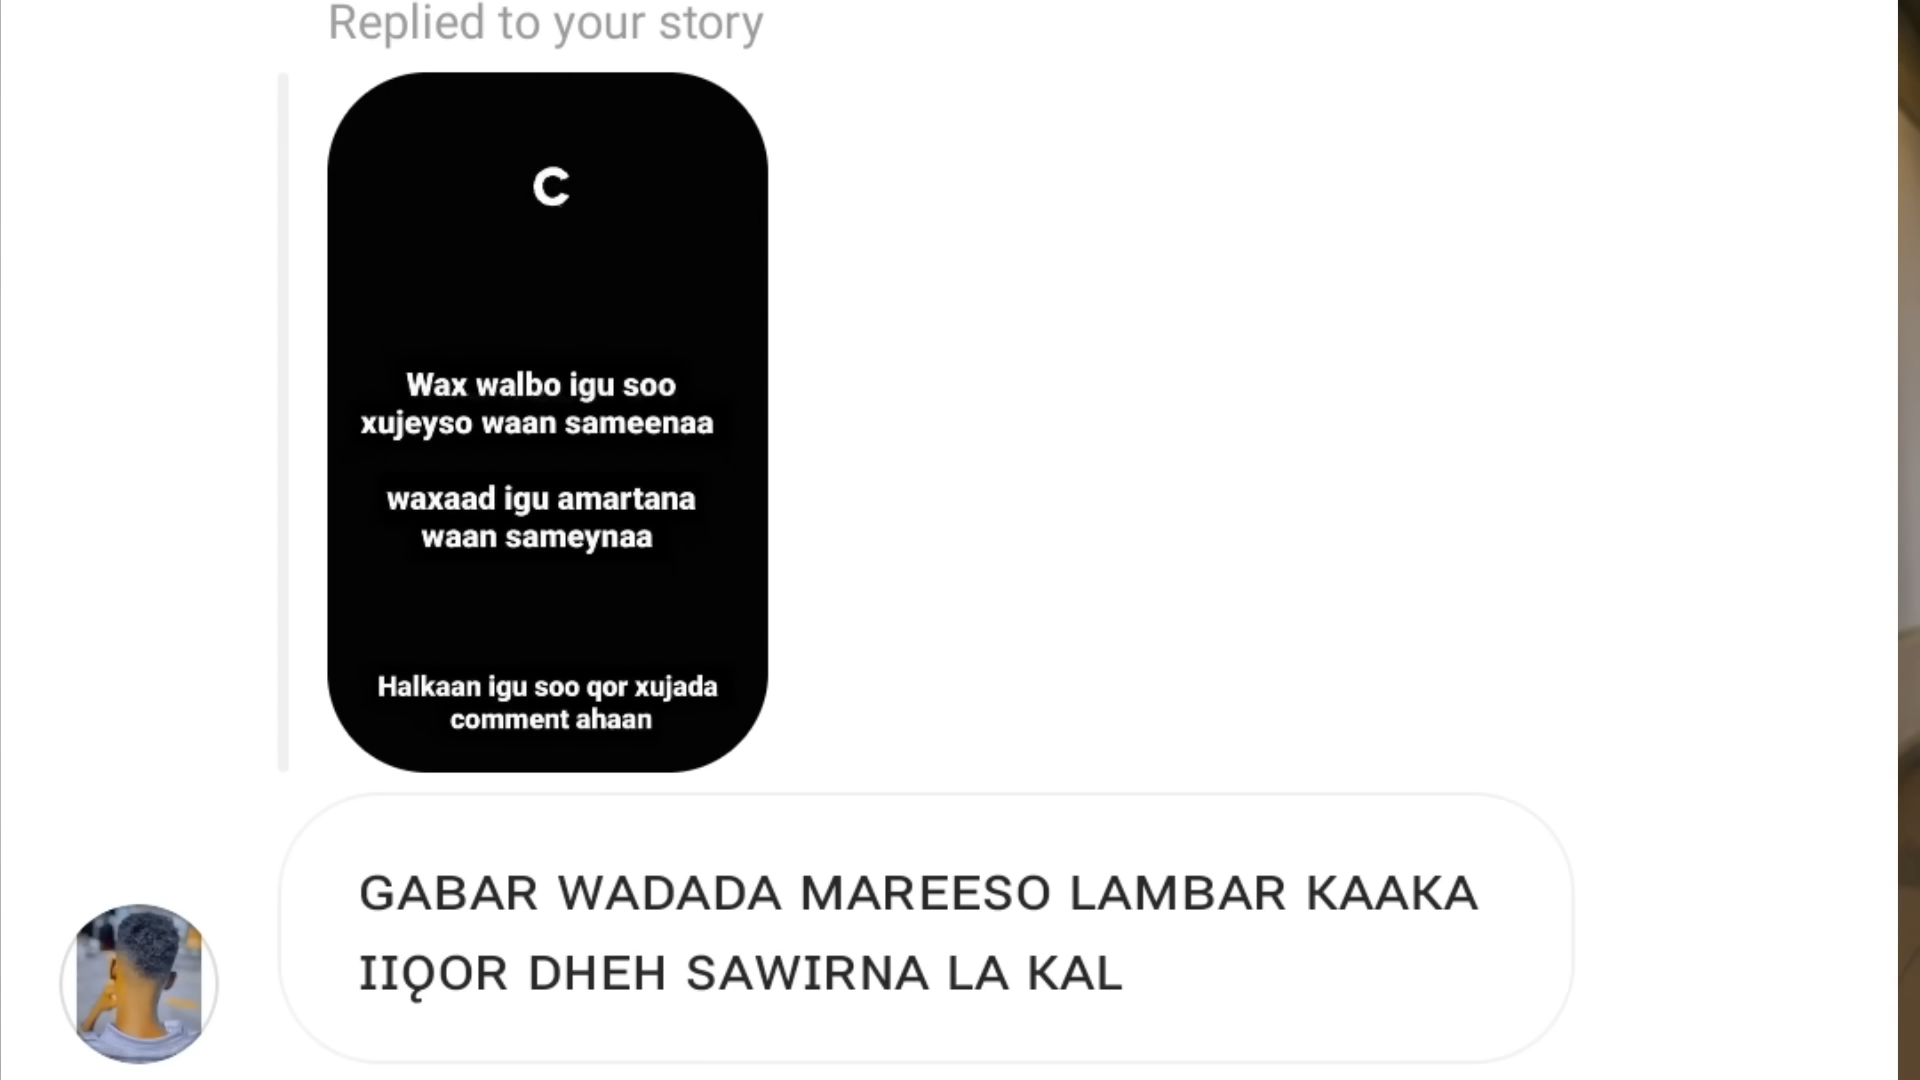 Replied to your story
C
Wax walbo igu soo
xujeyso waan sameenaa
waxaad igu amartana
waan sameynaa
Halkaan igu soo qor xujada
comment ahaan
GABAR WADADA MAREESO LAMBAR KAAKA
IIQOR DHEH SAWIRNA LA KAL